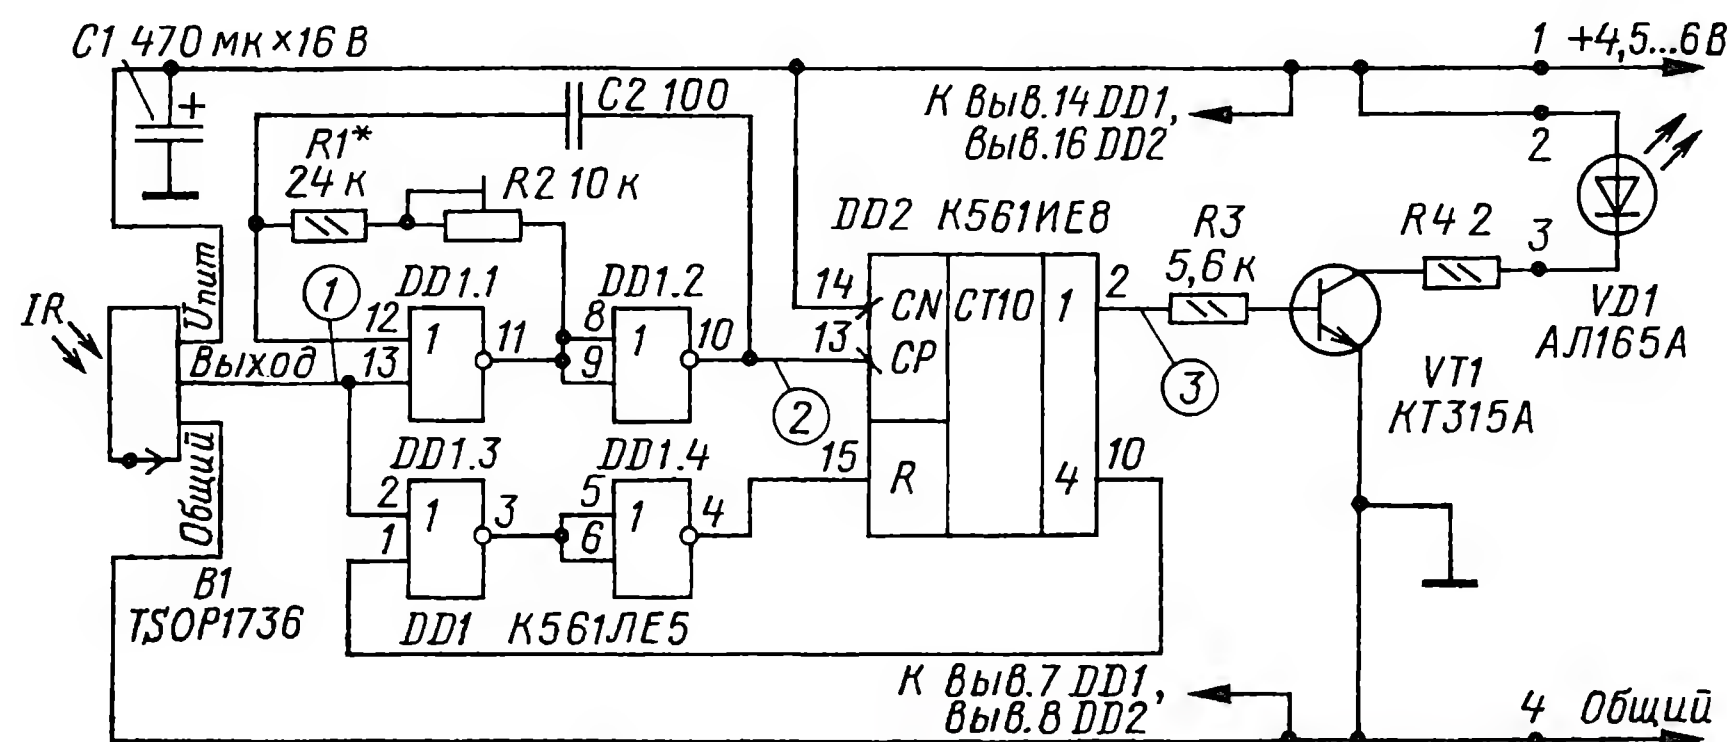 C1 470 мк×16 В
1 +4,5...6 В
C2 100
К выв.14 DD1,
выв.16 DD2
2
R1*
24 к
R2 10 к
DD2 К561ИЕ8
R3
5,6 к
R4 2
3
Uпит
IR
1
DD1.1
DD1.2
12
11
8
10
14
CN
CT10
1
2
VD1
АЛ165А
Выход
13
1
9
1
13
CP
3
VT1
КТ315А
2
DD1.3
DD1.4
15
R
4
10
Общий
2
1
3
5
1
4
1
6
B1
TSOP1736
DD1 К561ЛЕ5
К выв.7 DD1,
выв.8 DD2
4 Общий